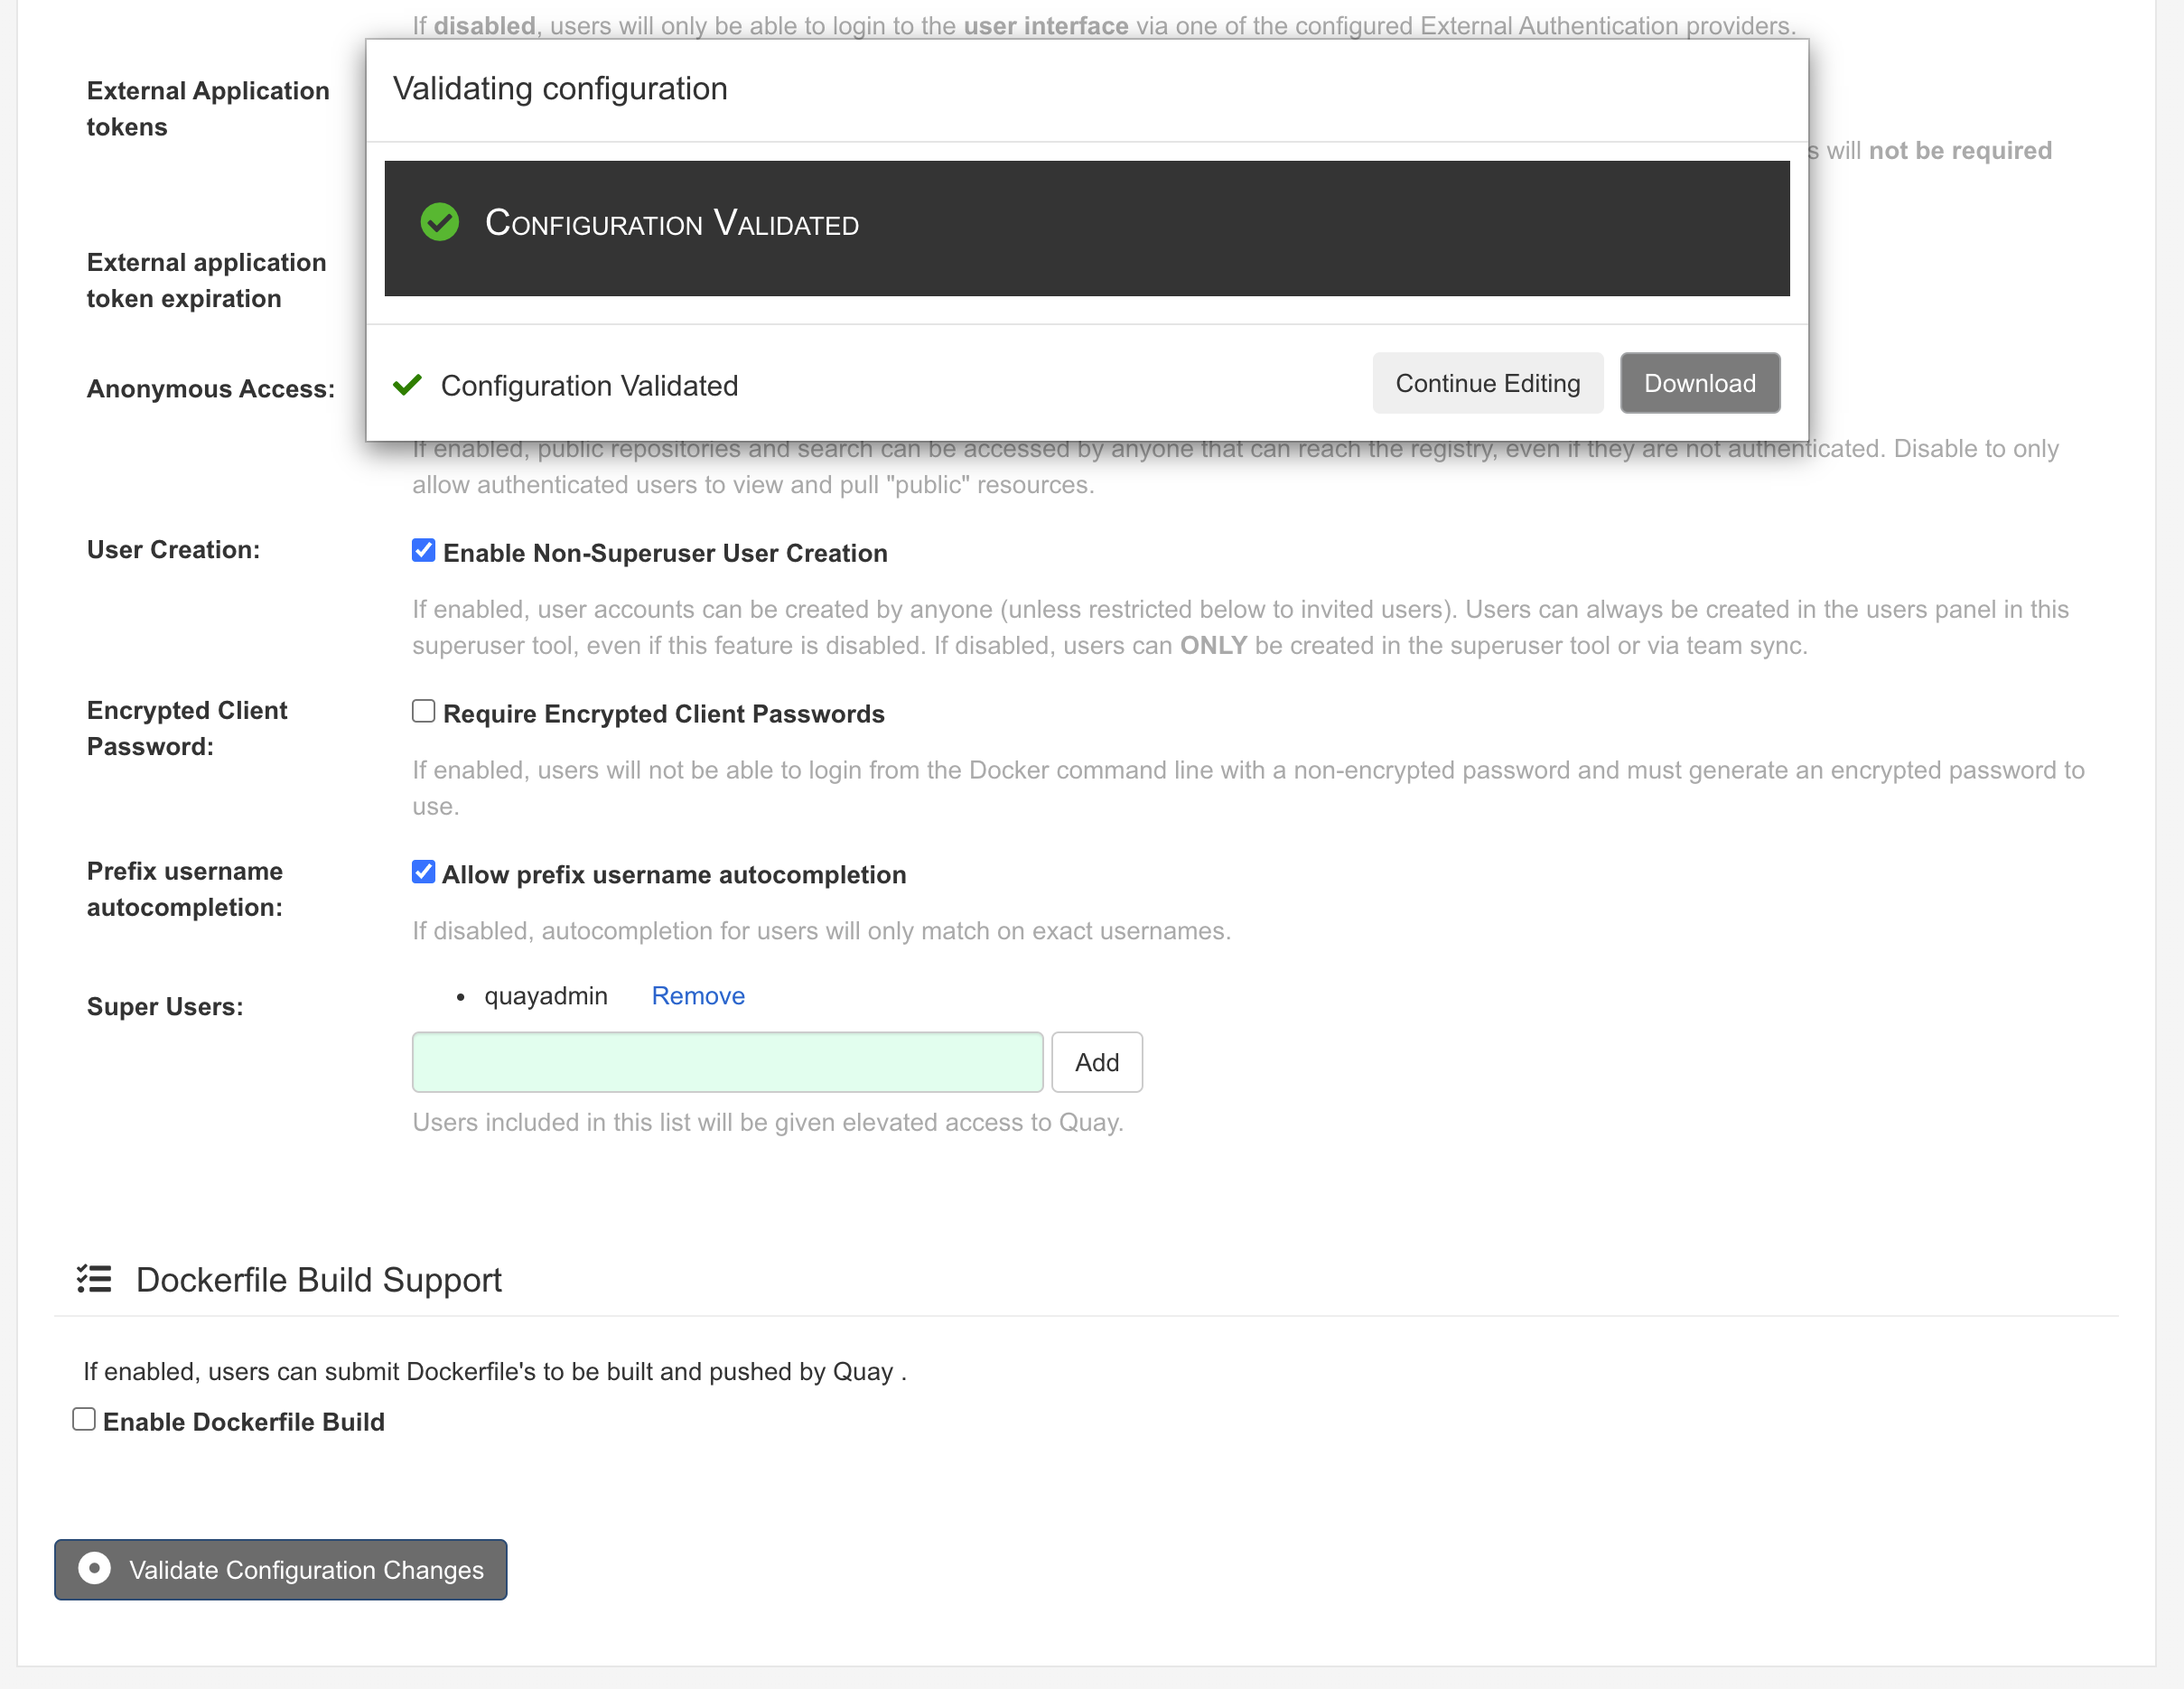 If disabled, users will only be able to login to the user interface via one of the configured External Authentication providers.
Validating configuration
External Application
tokens
s will not be required
Configuration Validated
External application
token expiration
Configuration Validated
Continue Editing
Download
Anonymous Access:
If enabled, public repositories and search can be accessed by anyone that can reach the registry, even if they are not authenticated. Disable to only
allow authenticated users to view and pull "public" resources.
User Creation:
Enable Non-Superuser User Creation
If enabled, user accounts can be created by anyone (unless restricted below to invited users). Users can always be created in the users panel in this
superuser tool, even if this feature is disabled. If disabled, users can ONLY be created in the superuser tool or via team sync.
Encrypted Client
Password:
Require Encrypted Client Passwords
If enabled, users will not be able to login from the Docker command line with a non-encrypted password and must generate an encrypted password to
use.
Prefix username
autocompletion:
Allow prefix username autocompletion
If disabled, autocompletion for users will only match on exact usernames.
Super Users:
quayadmin Remove
Add
Users included in this list will be given elevated access to Quay.
Dockerfile Build Support
If enabled, users can submit Dockerfile's to be built and pushed by Quay .
Enable Dockerfile Build
Validate Configuration Changes